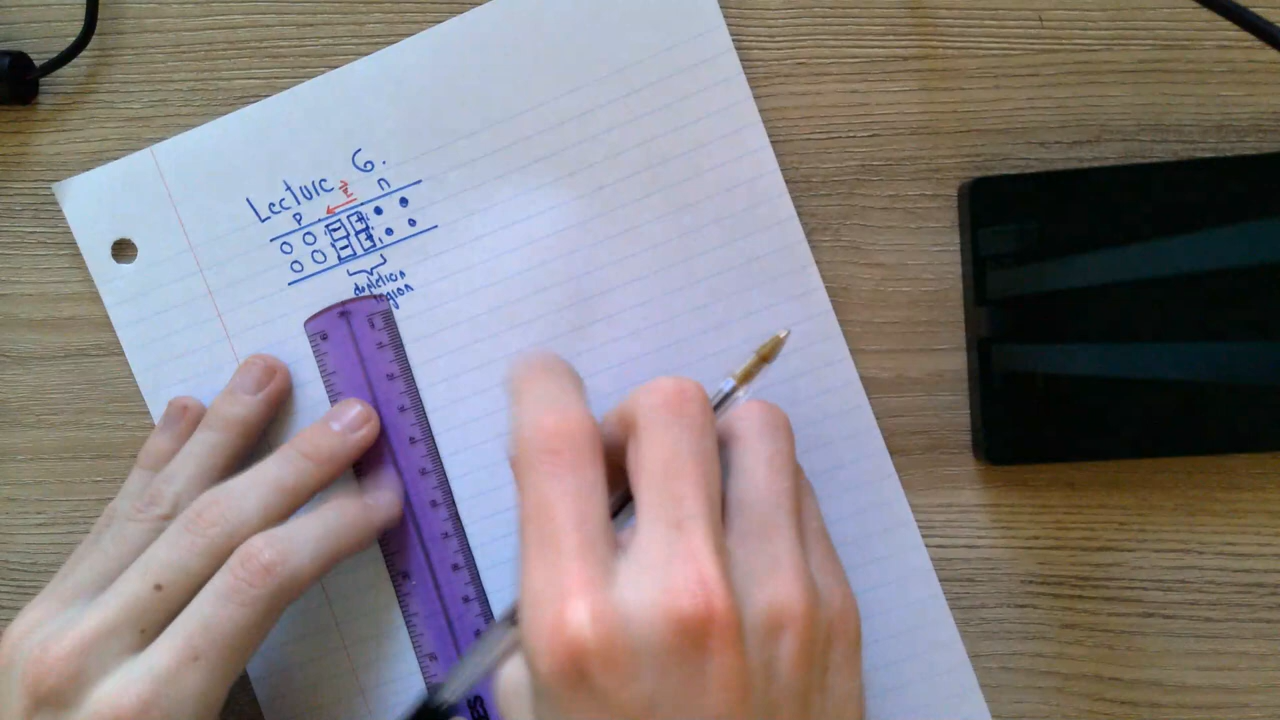 Lecture 6.
P E n
- +
- +
depletion
region